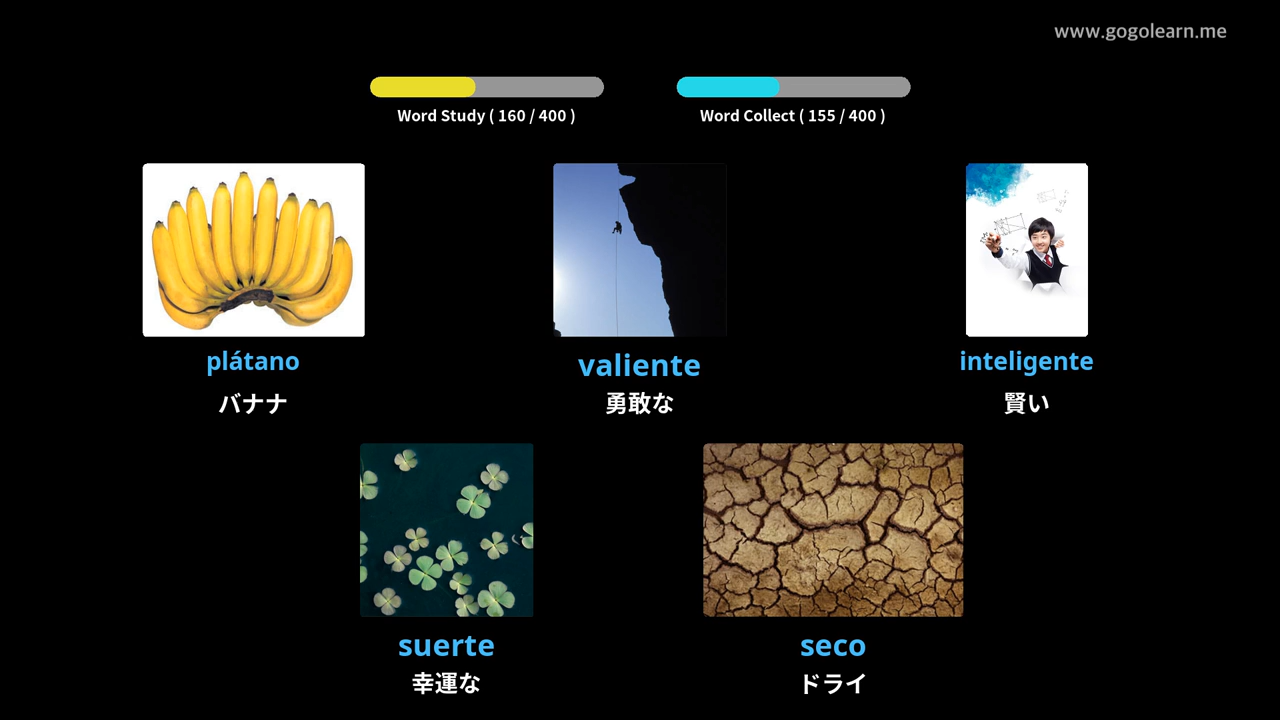 www.gogolearn.me
Word Study ( 160 / 400 )
Word Collect ( 155 / 400 )
plátano
バナナ
valiente
勇敢な
inteligente
賢い
suerte
幸運な
seco
ドライ